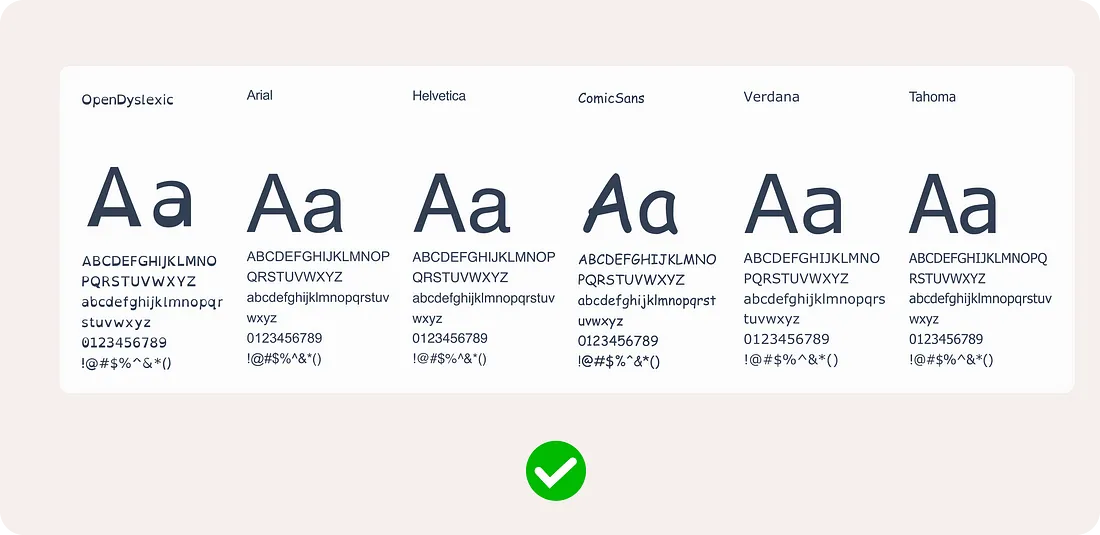 OpenDyslexic
Aa
ABCDEFGHIJKLMNO
PQRSTUVWXYZ
abcdefghijklmnopqr
stuvwxyz
0123456789
!@#$%^&*()
Arial
Aa
ABCDEFGHIJKLMNOP
QRSTUVWXYZ
abcdefghijklmnopqrstuv
wxyz
0123456789
!@#$%^&*()
Helvetica
Aa
ABCDEFGHIJKLMNOP
QRSTUVWXYZ
abcdefghijklmnopqrstuv
wxyz
0123456789
!@#$%^&*()
ComicSans
Aa
ABCDEFGHIJKLMNO
PQRSTUVWXYZ
abcdefghijklmnopqrst
uvwxyz
0123456789
!@#$%^&*()
Verdana
Aa
ABCDEFGHIJKLMNO
PQRSTUVWXYZ
abcdefghijklmnopqrs
tuvwxyz
0123456789
!@#$%^&*()
Tahoma
Aa
ABCDEFGHIJKLMNOPQ
RSTUVWXYZ
abcdefghijklmnopqrstuv
wxyz
0123456789
!@#$%^&*()